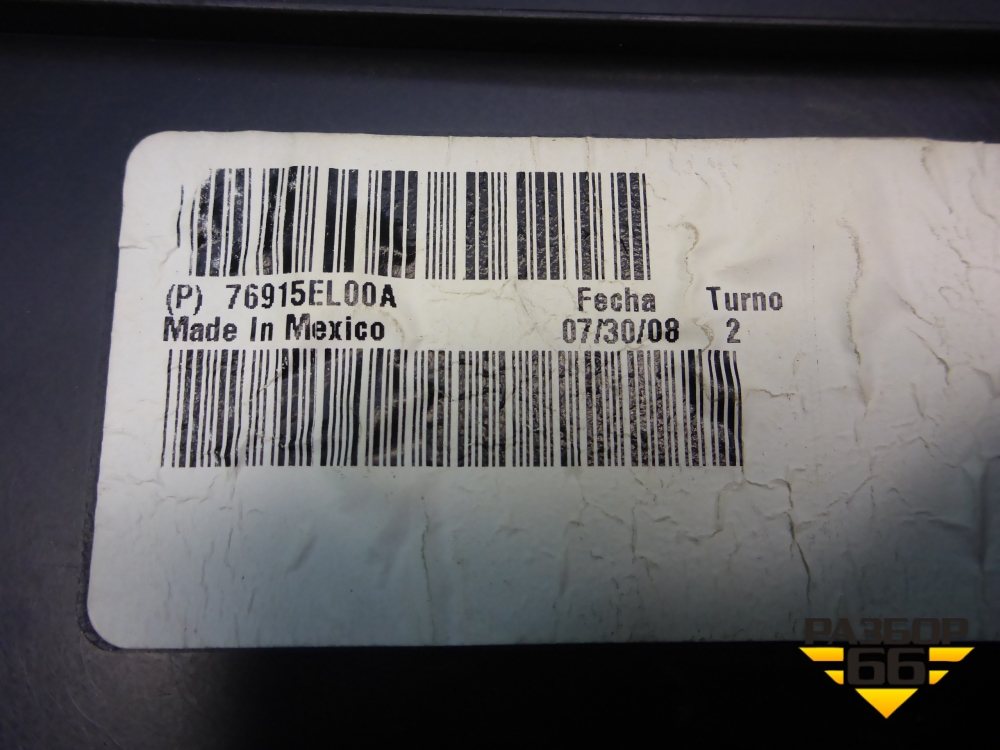 (P) 76915EL00A Fecha Turno
Made In Mexico 07/30/08 2
РАЗБОР
66